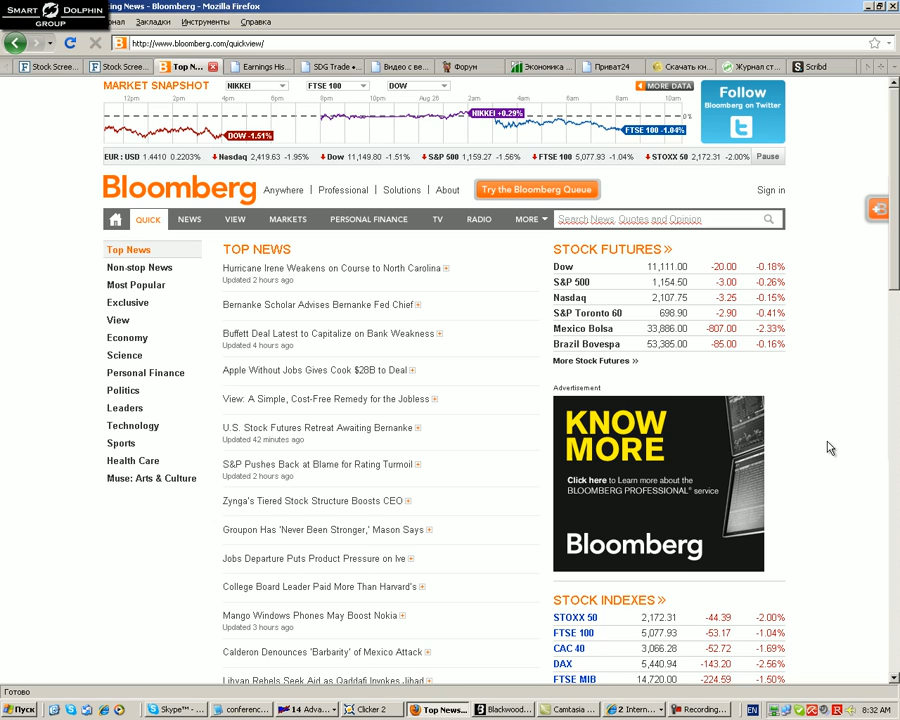 SMART DOLPHIN
GROUP
ing News - Bloomberg - Mozilla Firefox
нал Закладки Инструменты Справка
http://www.bloomberg.com/quickview/
Stock Scree... Stock Scree... Top N... Earnings His... SDG Trade •... Видео с ве... Форум Экономика ... Приват24 Скачать кн... Журнал ст... Scribd
MARKET SNAPSHOT NIKKEI FTSE 100 DOW MORE DATA
12pm 2pm 4pm 6pm 8pm 10pm Aug 26 2am 4am 6am 8am 10am
NIKKEI +0.29% 0%
DOW -1.51% FTSE 100 -1.04%
Follow
Bloomberg on Twitter
EUR : USD 1.4410 0.2203% Nasdaq 2,419.63 -1.95% Dow 11,149.80 -1.51% S&P 500 1,159.27 -1.56% FTSE 100 5,077.93 -1.04% STOXX 50 2,172.31 -2.00% Pause
Bloomberg Anywhere | Professional | Solutions | About Try the Bloomberg Queue Sign in
QUICK NEWS VIEW MARKETS PERSONAL FINANCE TV RADIO MORE Search News, Quotes and Opinion
Top News
Non-stop News
Most Popular
Exclusive
View
Economy
Science
Personal Finance
Politics
Leaders
Technology
Sports
Health Care
Muse: Arts & Culture
TOP NEWS
Hurricane Irene Weakens on Course to North Carolina
Updated 2 hours ago
Bernanke Scholar Advises Bernanke Fed Chief
Buffett Deal Latest to Capitalize on Bank Weakness
Updated 4 hours ago
Apple Without Jobs Gives Cook $28B to Deal
View: A Simple, Cost-Free Remedy for the Jobless
U.S. Stock Futures Retreat Awaiting Bernanke
Updated 42 minutes ago
S&P Pushes Back at Blame for Rating Turmoil
Updated 2 hours ago
Zynga's Tiered Stock Structure Boosts CEO
Groupon Has 'Never Been Stronger,' Mason Says
Jobs Departure Puts Product Pressure on Ive
College Board Leader Paid More Than Harvard's
Mango Windows Phones May Boost Nokia
Updated 3 hours ago
Calderon Denounces 'Barbarity' of Mexico Attack
Libyan Rebels Seek Aid as Qaddafi Invokes Jihad
STOCK FUTURES »
Dow 11,111.00 -20.00 -0.18%
S&P 500 1,154.50 -3.00 -0.26%
Nasdaq 2,107.75 -3.25 -0.15%
S&P Toronto 60 698.90 -2.90 -0.41%
Mexico Bolsa 33,886.00 -807.00 -2.33%
Brazil Bovespa 53,385.00 -85.00 -0.16%
More Stock Futures »
Advertisement
KNOW
MORE
Click here to Learn more about the
BLOOMBERG PROFESSIONAL® service
Bloomberg
STOCK INDEXES »
STOXX 50 2,172.31 -44.39 -2.00%
FTSE 100 5,077.93 -53.17 -1.04%
CAC 40 3,066.28 -52.72 -1.69%
DAX 5,440.94 -143.20 -2.56%
FTSE MIB 14,720.00 -224.59 -1.50%
Готово
Пуск Skype™ -... conferenc... 14 Adva... Clicker 2 Top News... Blackwood... Camtasia ... 2 Intern... Recording... EN 8:32 AM